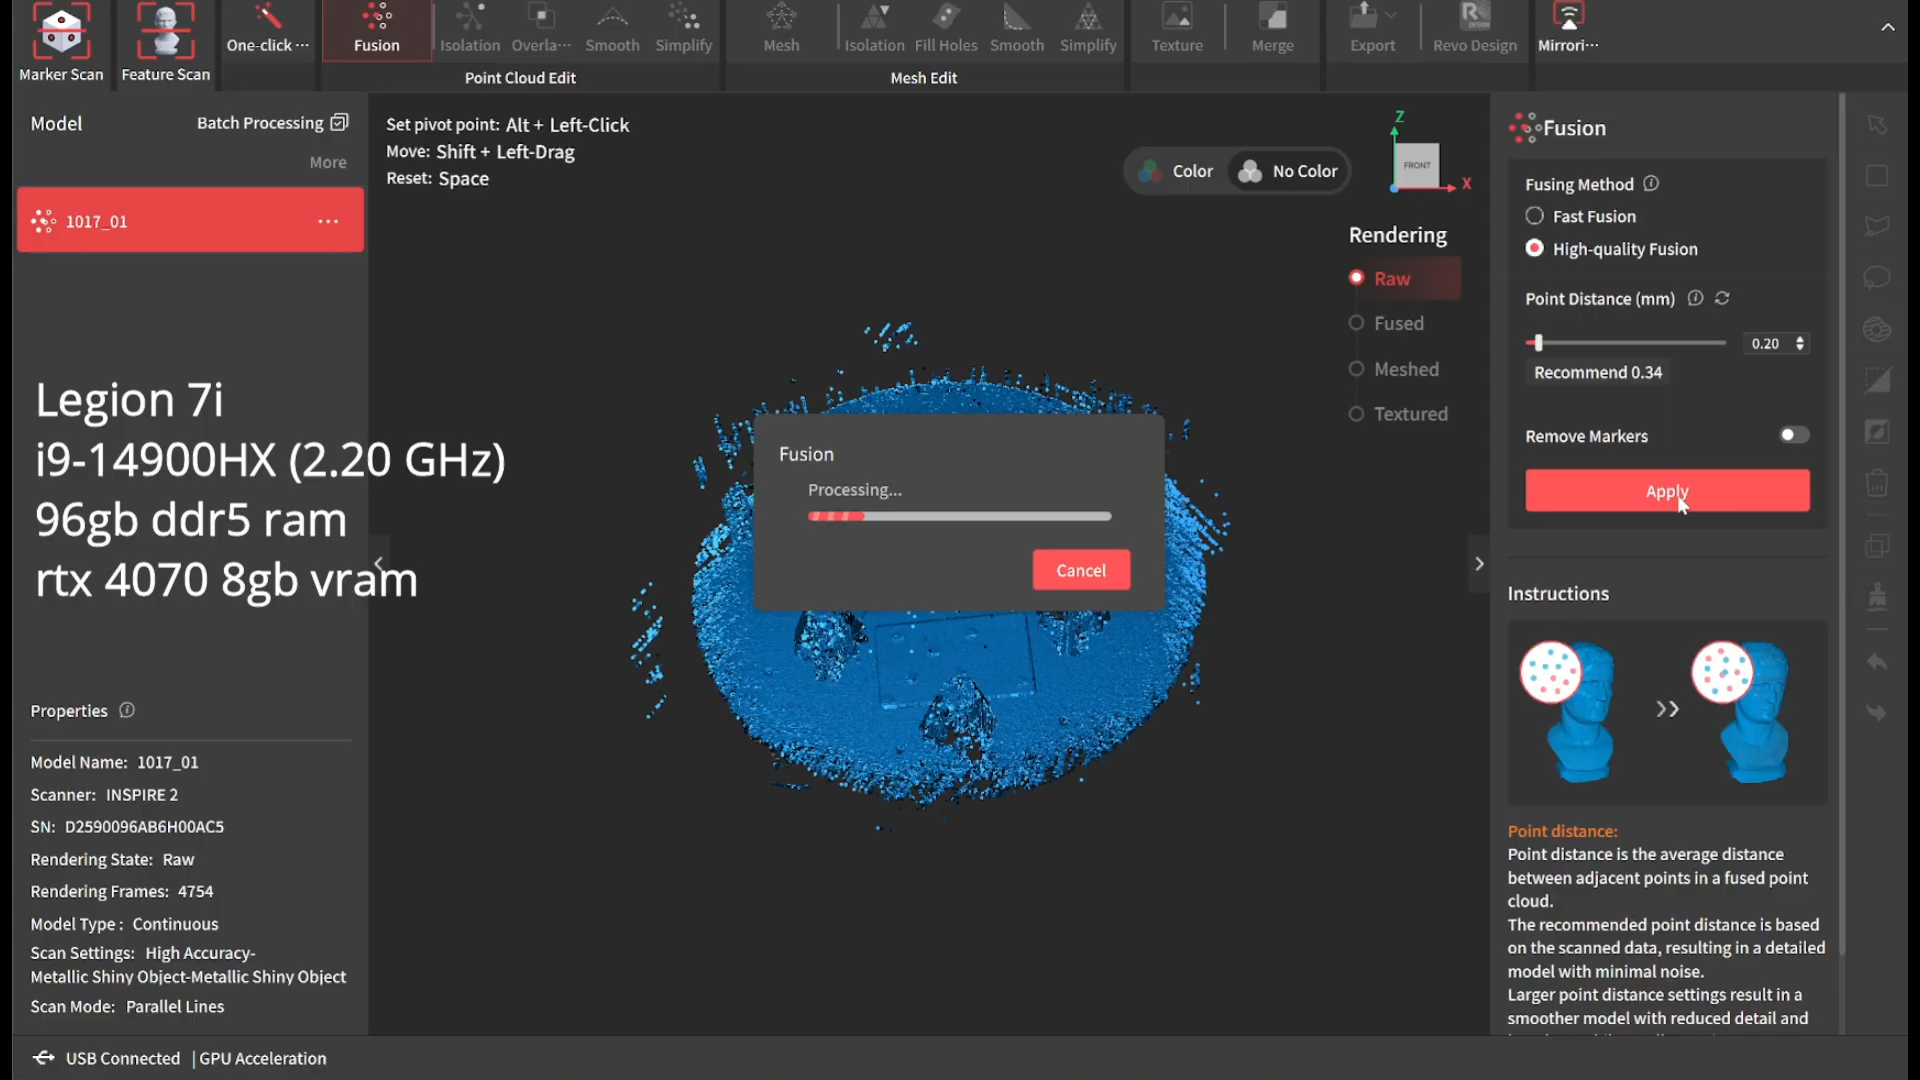 Marker Scan
Feature Scan
One-click ···
Fusion
Isolation
Overla···
Smooth
Simplify
Point Cloud Edit
Mesh
Isolation
Fill Holes
Smooth
Simplify
Mesh Edit
Texture
Merge
Export
Revo Design
Mirrori···
Model
Batch Processing
More
1017_01
Legion 7i
i9-14900HX (2.20 GHz)
96gb ddr5 ram
rtx 4070 8gb vram
Properties
Model Name: 1017_01
Scanner: INSPIRE 2
SN: D2590096AB6H00AC5
Rendering State: Raw
Rendering Frames: 4754
Model Type : Continuous
Scan Settings: High Accuracy-
Metallic Shiny Object-Metallic Shiny Object
Scan Mode: Parallel Lines
USB Connected | GPU Acceleration
Set pivot point: Alt + Left-Click
Move: Shift + Left-Drag
Reset: Space
Color
No Color
Z
FRONT
X
Rendering
Raw
Fused
Meshed
Textured
Fusion
Processing...
Cancel
Fusion
Fusing Method
Fast Fusion
High-quality Fusion
Point Distance (mm)
0.20
Recommend 0.34
Remove Markers
Apply
Instructions
Point distance:
Point distance is the average distance
between adjacent points in a fused point
cloud.
The recommended point distance is based
on the scanned data, resulting in a detailed
model with minimal noise.
Larger point distance settings result in a
smoother model with reduced detail and